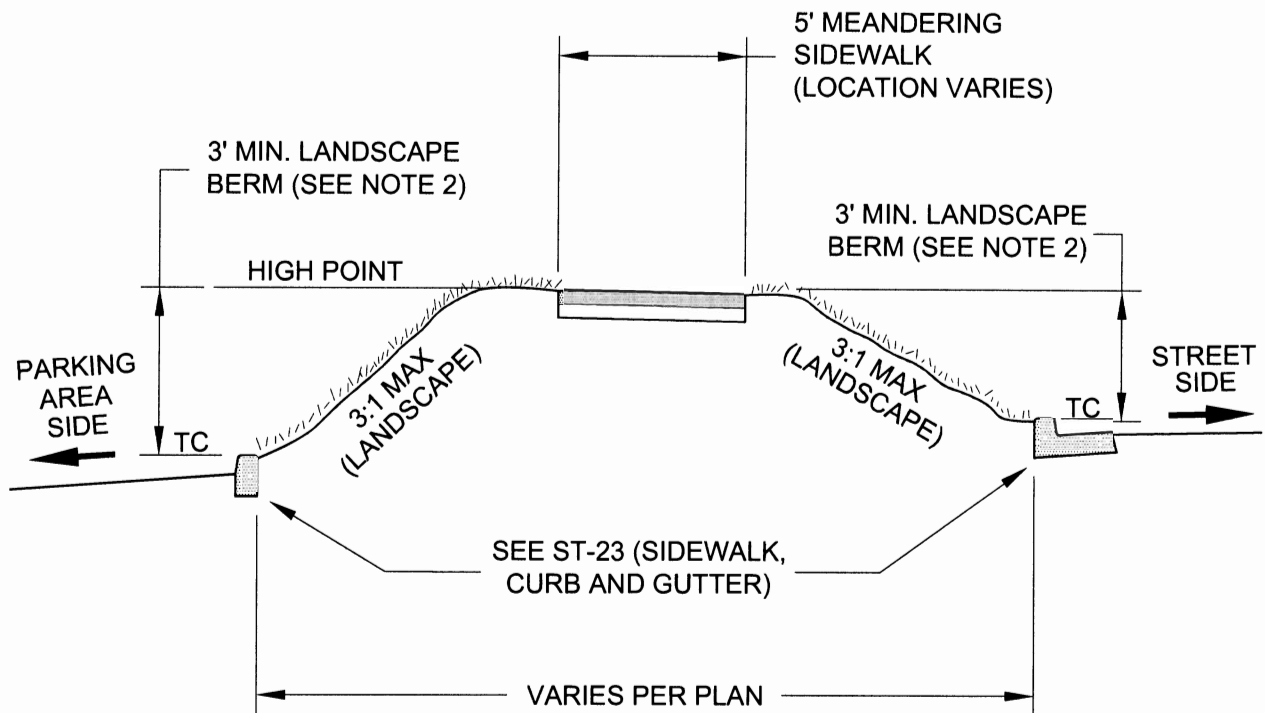 5' MEANDERING
SIDEWALK
(LOCATION VARIES)
3' MIN. LANDSCAPE
BERM (SEE NOTE 2)
3' MIN. LANDSCAPE
BERM (SEE NOTE 2)
HIGH POINT
PARKING
AREA
SIDE
TC
3:1 MAX
(LANDSCAPE)
3:1 MAX
(LANDSCAPE)
TC
STREET
SIDE
SEE ST-23 (SIDEWALK,
CURB AND GUTTER)
VARIES PER PLAN